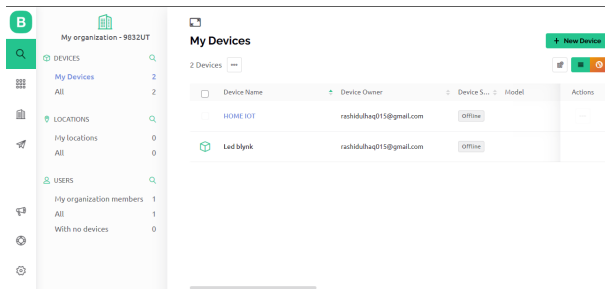 B
My organization - 9832UT
DEVICES
My Devices 2
All 2
LOCATIONS
My locations 0
All 0
USERS
My organization members 1
All 1
With no devices 0
My Devices
+ New Device
2 Devices
Device Name Device Owner Device S... Model Actions
HOME IOT rashidulhaq015@gmail.com Offline
Led blynk rashidulhaq015@gmail.com Offline